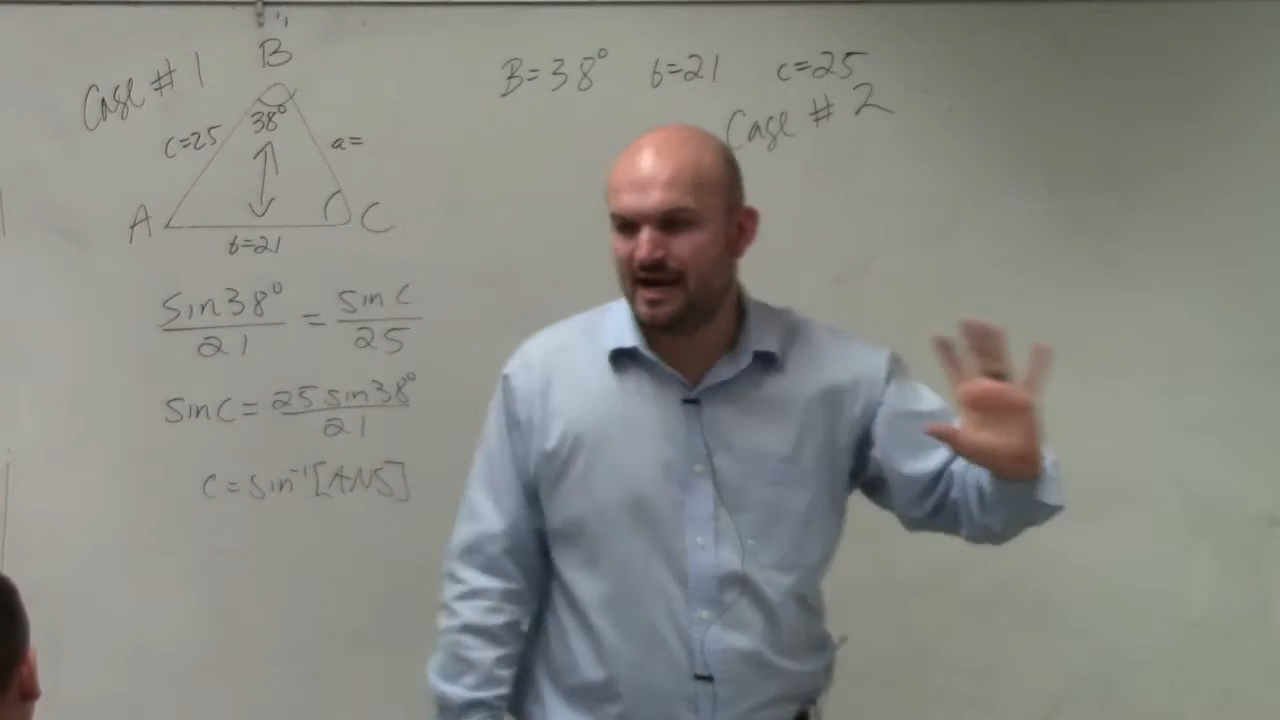 Case # 1
B
B=38° b=21 c=25
Case # 2
c=25 38° a=
A C
b=21
sin38° / 21 = sin C / 25
sin C = 25 sin38° / 21
C = sin⁻¹[ANS]